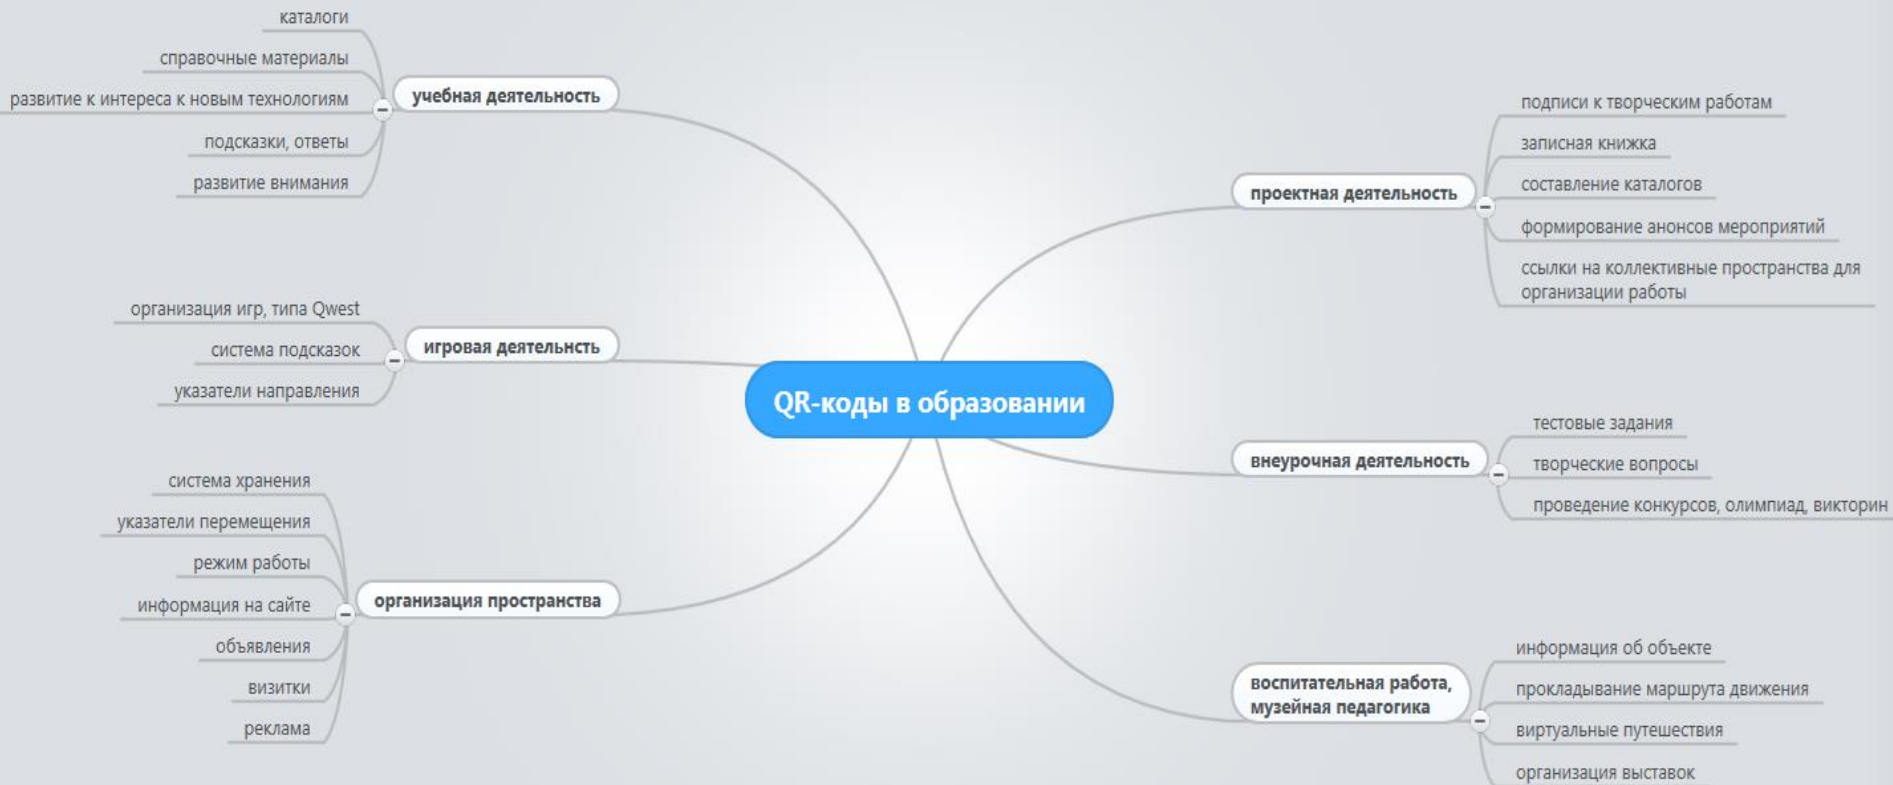 каталоги
справочные материалы
развитие к интереса к новым технологиям
подсказки, ответы
развитие внимания
учебная деятельность
организация игр, типа Qwest
система подсказок
указатели направления
игровая деятельнсть
система хранения
указатели перемещения
режим работы
информация на сайте
объявления
визитки
реклама
организация пространства
QR-коды в образовании
проектная деятельность
подписи к творческим работам
записная книжка
составление каталогов
формирование анонсов мероприятий
ссылки на коллективные пространства для
организации работы
внеурочная деятельность
тестовые задания
творческие вопросы
проведение конкурсов, олимпиад, викторин
воспитательная работа,
музейная педагогика
информация об объекте
прокладывание маршрута движения
виртуальные путешествия
организация выставок